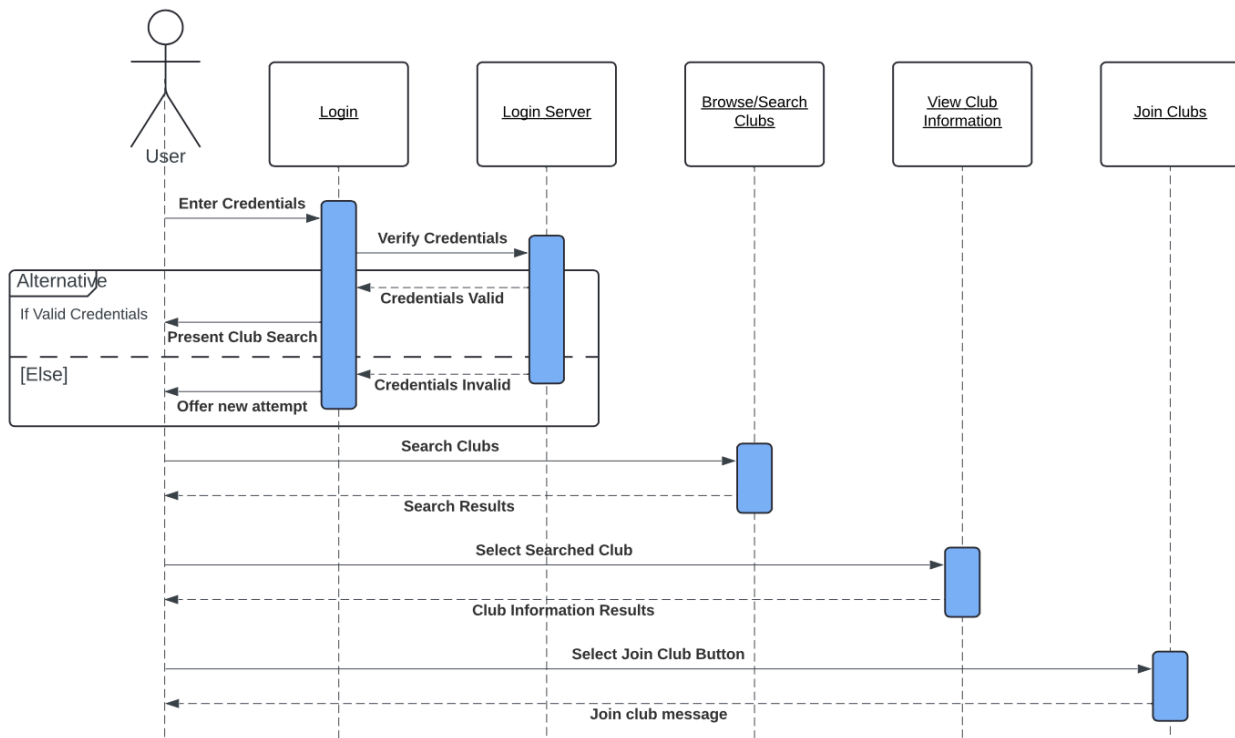 User
Login
Login Server
Browse/Search
Clubs
View Club
Information
Join Clubs
Enter Credentials
Verify Credentials
Alternative
Credentials Valid
If Valid Credentials
Present Club Search
[Else]
Credentials Invalid
Offer new attempt
Search Clubs
Search Results
Select Searched Club
Club Information Results
Select Join Club Button
Join club message